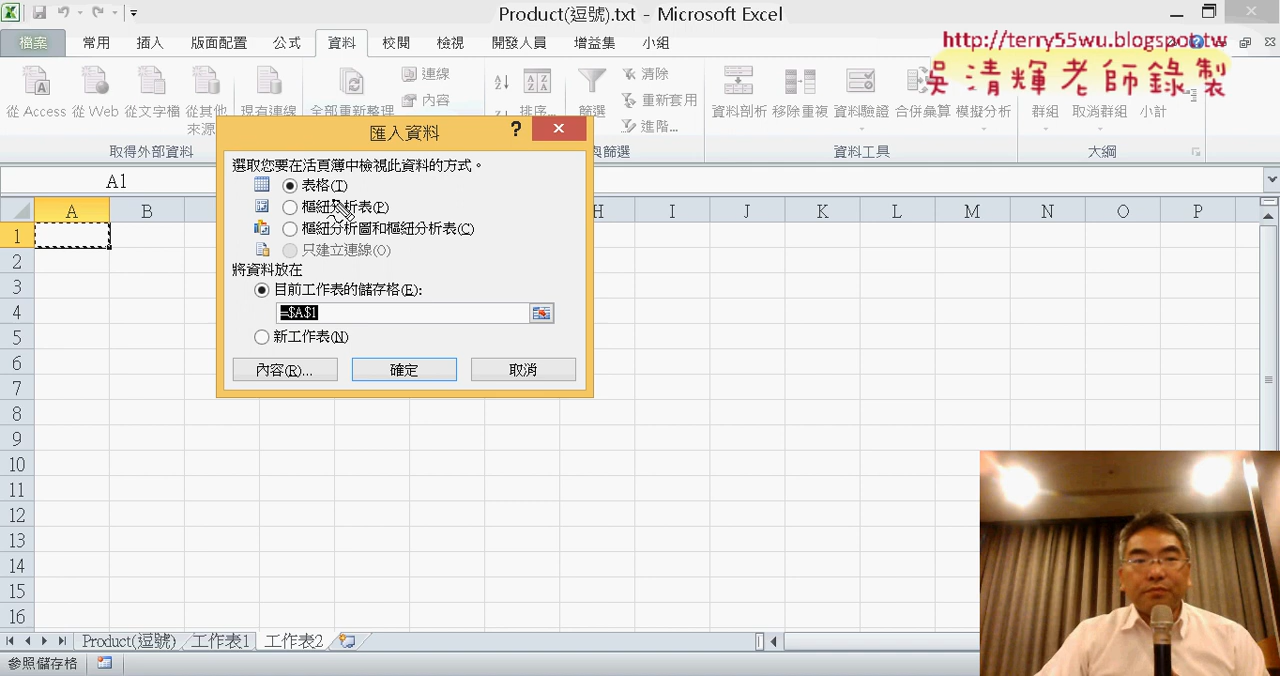 Product(逗號).txt - Microsoft Excel
檔案 常用 插入 版面配置 公式 資料 校閱 檢視 開發人員 增益集 小組
http://terry55wu.blogspot.tw
吳清輝老師錄製
從 Access 從 Web 從文字檔 從其他來源 現有連線 全部重新整理
連線
內容
排序...
篩選
清除
重新套用
進階...
資料剖析 移除重複 資料驗證 合併彙算 模擬分析 群組 取消群組 小計
取得外部資料
與篩選
資料工具
大綱
匯入資料
選取您要在活頁簿中檢視此資料的方式。
表格(T)
樞紐分析表(P)
樞紐分析圖和樞紐分析表(C)
只建立連線(O)
將資料放在
目前工作表的儲存格(E):
=$A$1
新工作表(N)
內容(R)... 確定 取消
A1
A B H I J K L M N O P
1
2
3
4
5
6
7
8
9
10
11
12
13
14
15
16
Product(逗號) 工作表1 工作表2
參照儲存格